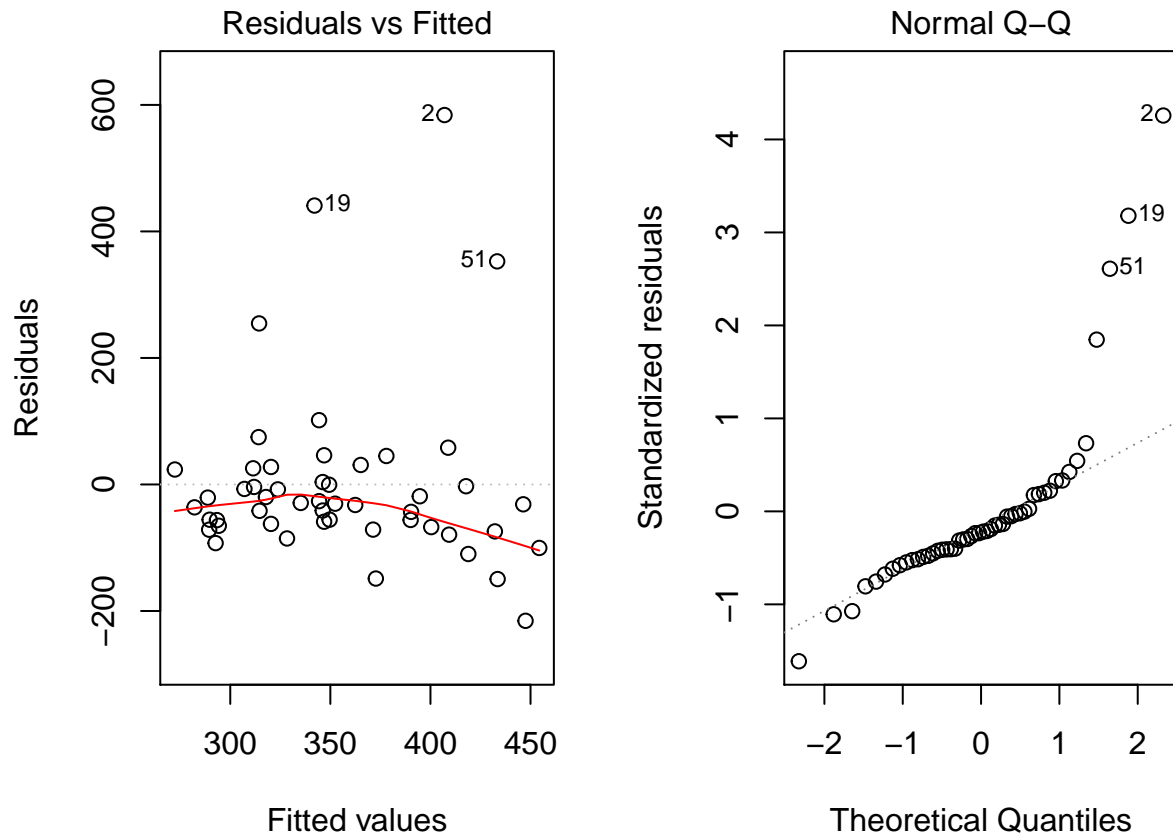 Residuals vs Fitted
Residuals
600
400
200
0
−200
2
19
51
300 350 400 450
Fitted values
Normal Q−Q
Standardized residuals
4
3
2
1
0
−1
2
19
51
−2 −1 0 1 2
Theoretical Quantiles